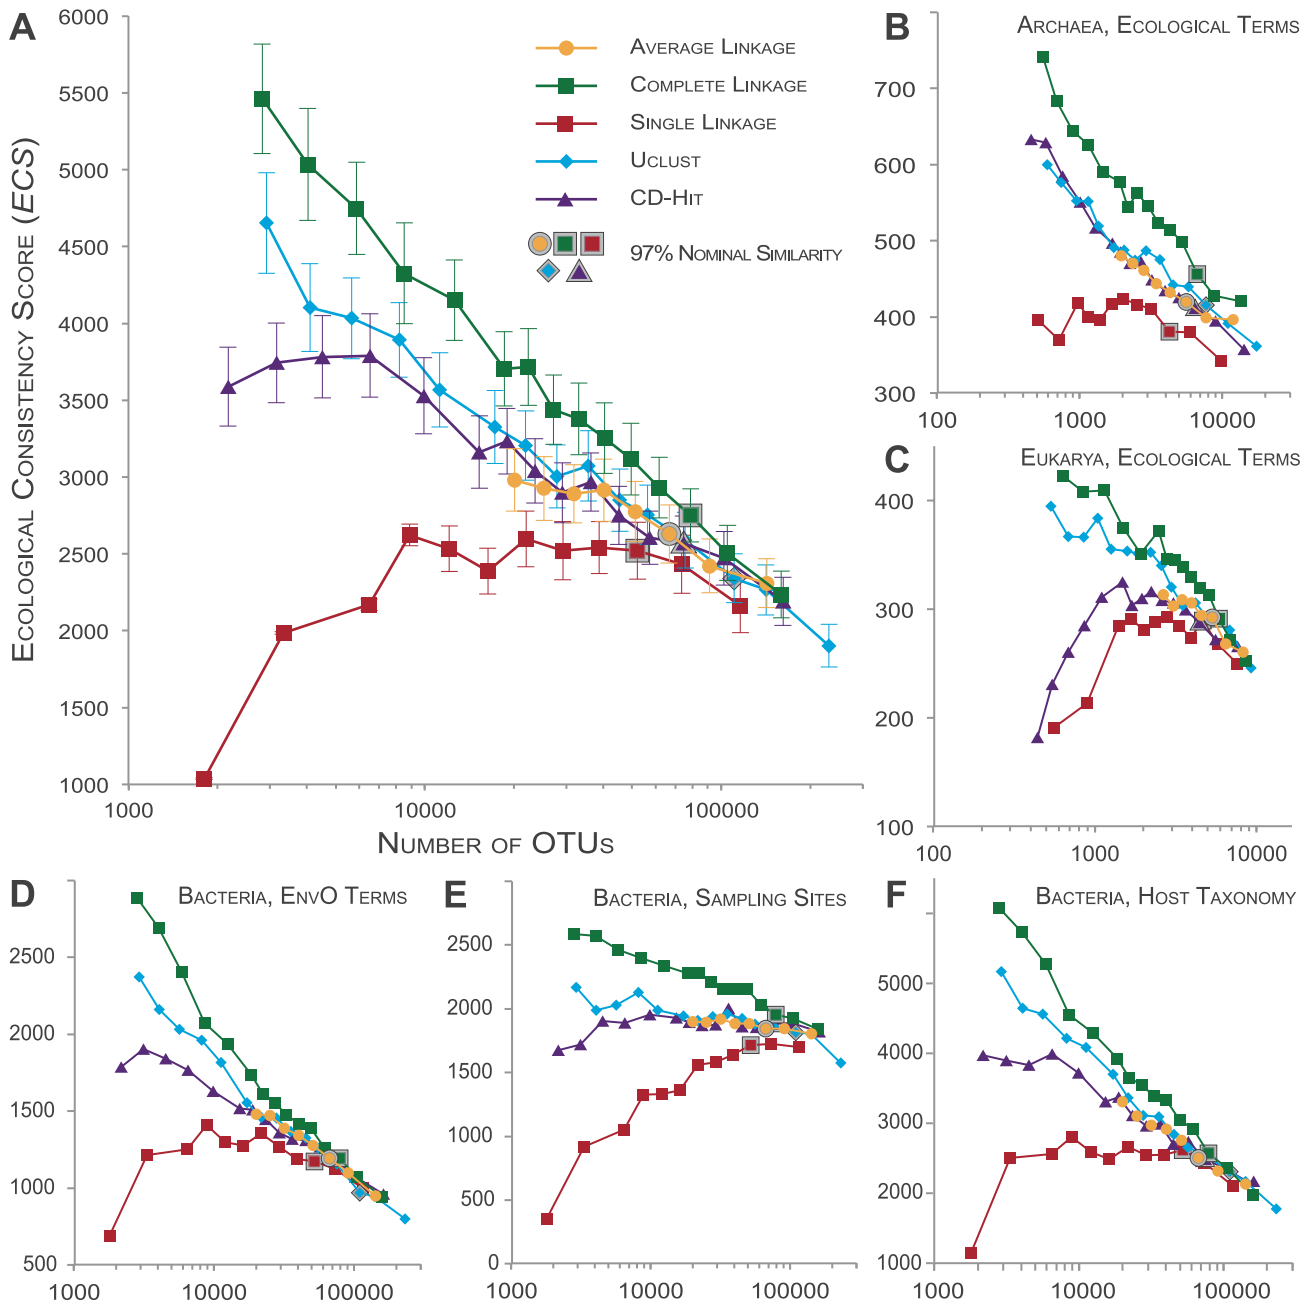 A
Ecological Consistency Score (ECS)
6000
5500
5000
4500
4000
3500
3000
2500
2000
1500
1000
1000
10000
100000
Number of OTUs
Average Linkage
Complete Linkage
Single Linkage
Uclust
CD-Hit
97% Nominal Similarity
B
Archaea, Ecological Terms
700
600
500
400
300
100
1000
10000
C
Eukarya, Ecological Terms
400
300
200
100
100
1000
10000
D
Bacteria, EnvO Terms
2500
2000
1500
1000
500
1000
10000
100000
E
Bacteria, Sampling Sites
2500
2000
1500
1000
500
0
1000
10000
100000
F
Bacteria, Host Taxonomy
5000
4000
3000
2000
1000
1000
10000
100000